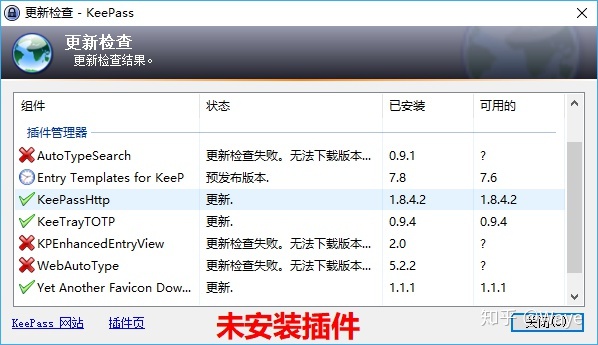 更新检查 - KeePass
更新检查
更新检查结果。
组件 状态 已安装 可用的
插件管理器
AutoTypeSearch 更新检查失败。无法下载版本... 0.9.1 ?
Entry Templates for KeeP 预发布版本. 7.8 7.6
KeePassHttp 更新. 1.8.4.2 1.8.4.2
KeeTrayTOTP 更新. 0.9.4 0.9.4
KPEnhancedEntryView 更新检查失败。无法下载版本... 2.0 ?
WebAutoType 更新检查失败。无法下载版本... 5.2.2 ?
Yet Another Favicon Dow... 更新. 1.1.1 1.1.1
KeePass 网站 插件页 未安装插件 关闭(C)
知乎 @Waye